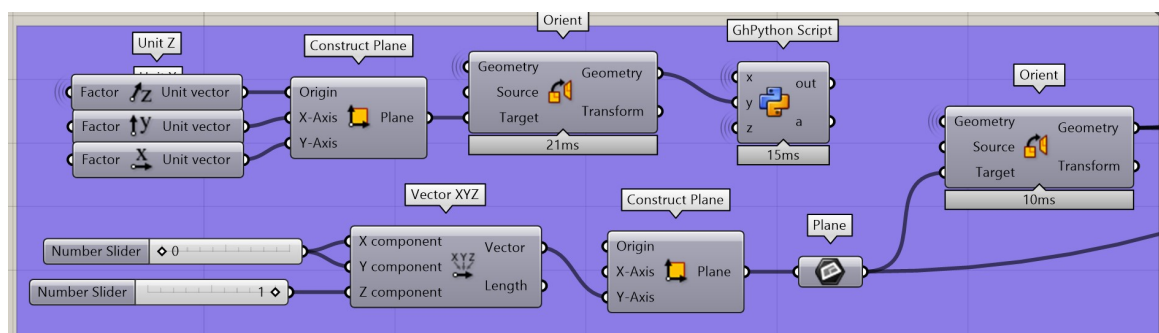 Unit Z
Construct Plane
Orient
GhPython Script
Orient
Factor Z Unit vector
Factor y Unit vector
Factor x Unit vector
Origin
X-Axis Plane
Y-Axis
Geometry Geometry
Source
Target Transform
21ms
x out
y
z a
15ms
Geometry Geometry
Source
Target Transform
10ms
Vector XYZ
Construct Plane
Plane
Number Slider 0
Number Slider 1
X component Vector
Y component XYZ
Z component Length
Origin
X-Axis Plane
Y-Axis